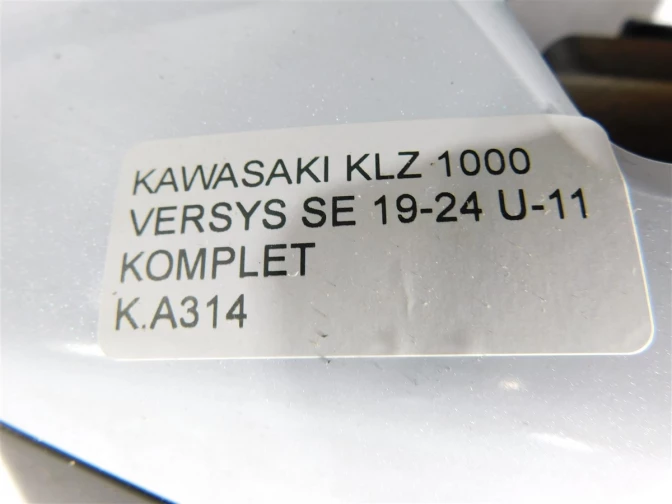 KAWASAKI KLZ 1000
VERSYS SE 19-24 U-11
KOMPLET
K.A314